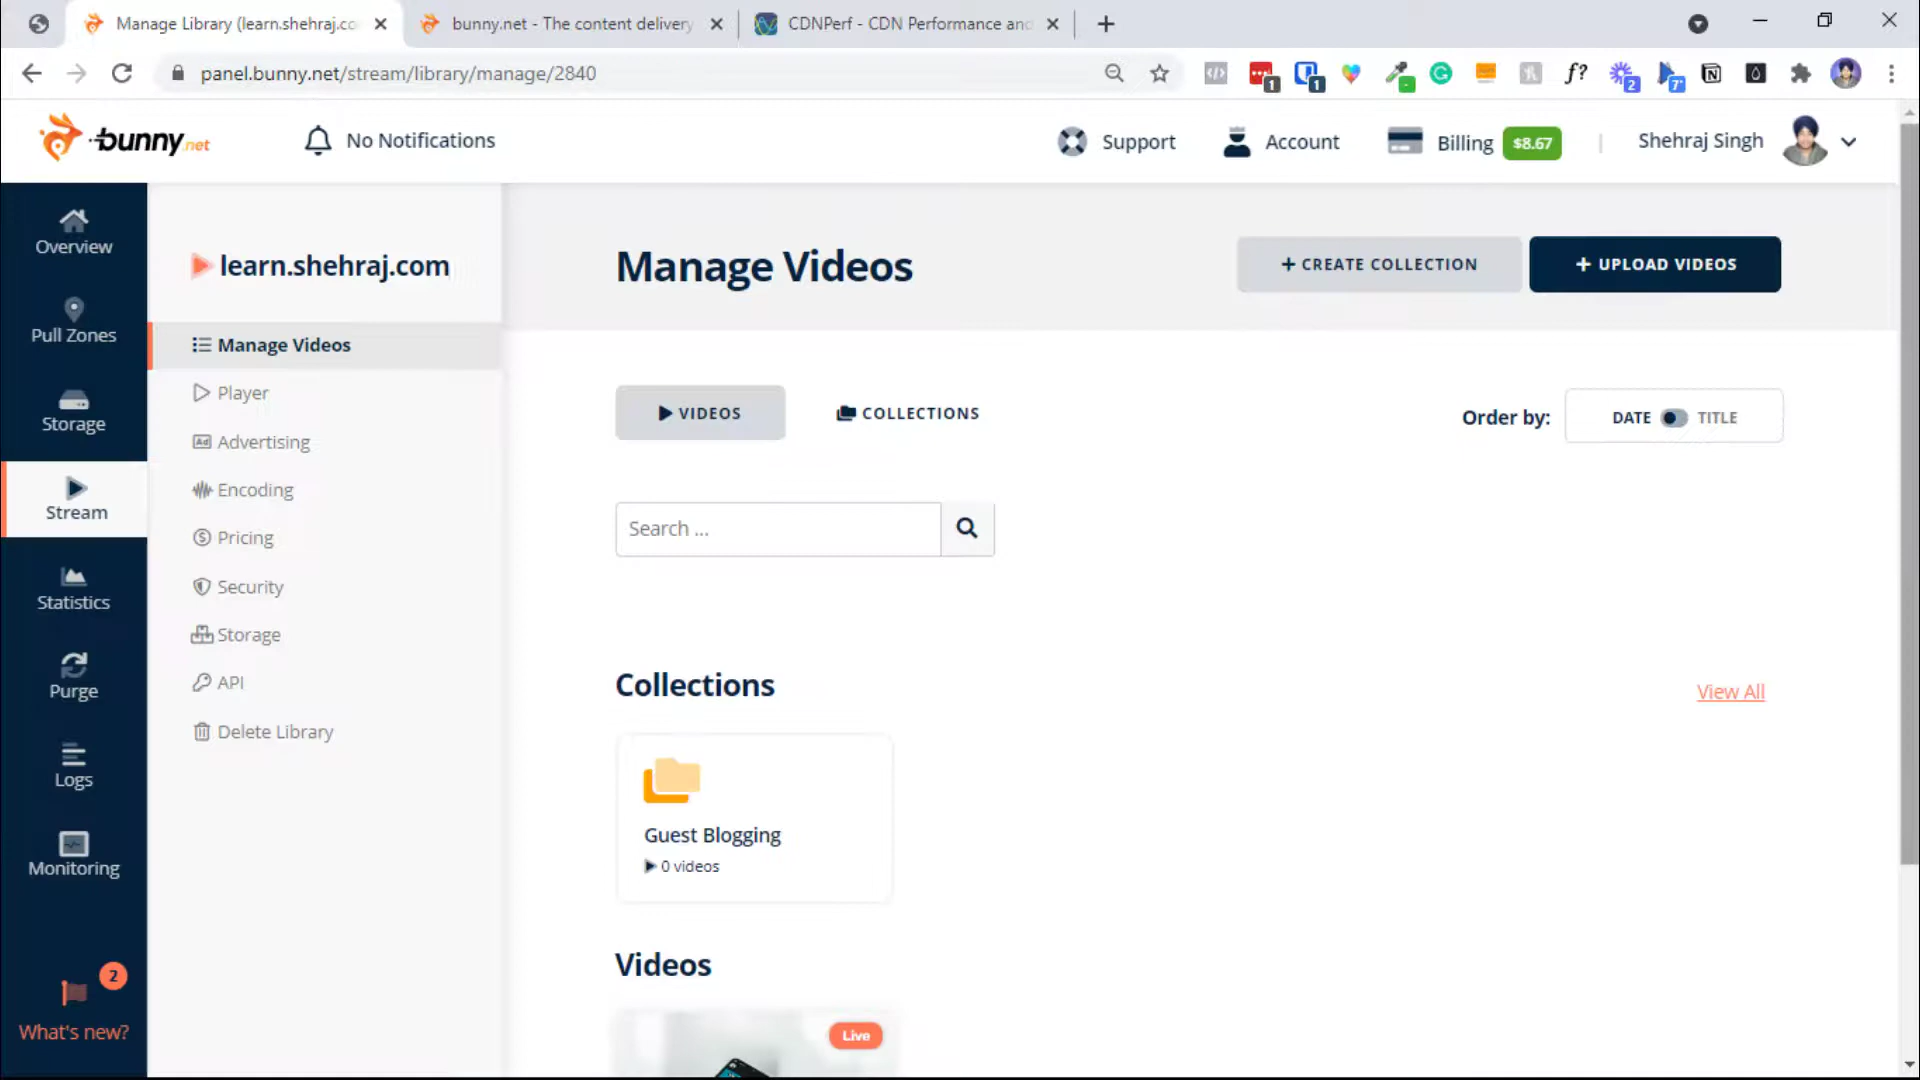 Manage Library (learn.shehraj.co
bunny.net - The content delivery
CDNPerf - CDN Performance and
panel.bunny.net/stream/library/manage/2840
1
1
f?
2
7
bunny.net
No Notifications
Support
Account
Billing
$8.67
Shehraj Singh
Overview
Pull Zones
Storage
Stream
Statistics
Purge
Logs
Monitoring
2
What's new?
learn.shehraj.com
Manage Videos
Player
Advertising
Encoding
Pricing
Security
Storage
API
Delete Library
Manage Videos
+ CREATE COLLECTION
+ UPLOAD VIDEOS
VIDEOS
COLLECTIONS
Order by:
DATE
TITLE
Search ...
Collections
View All
Guest Blogging
0 videos
Videos
Live